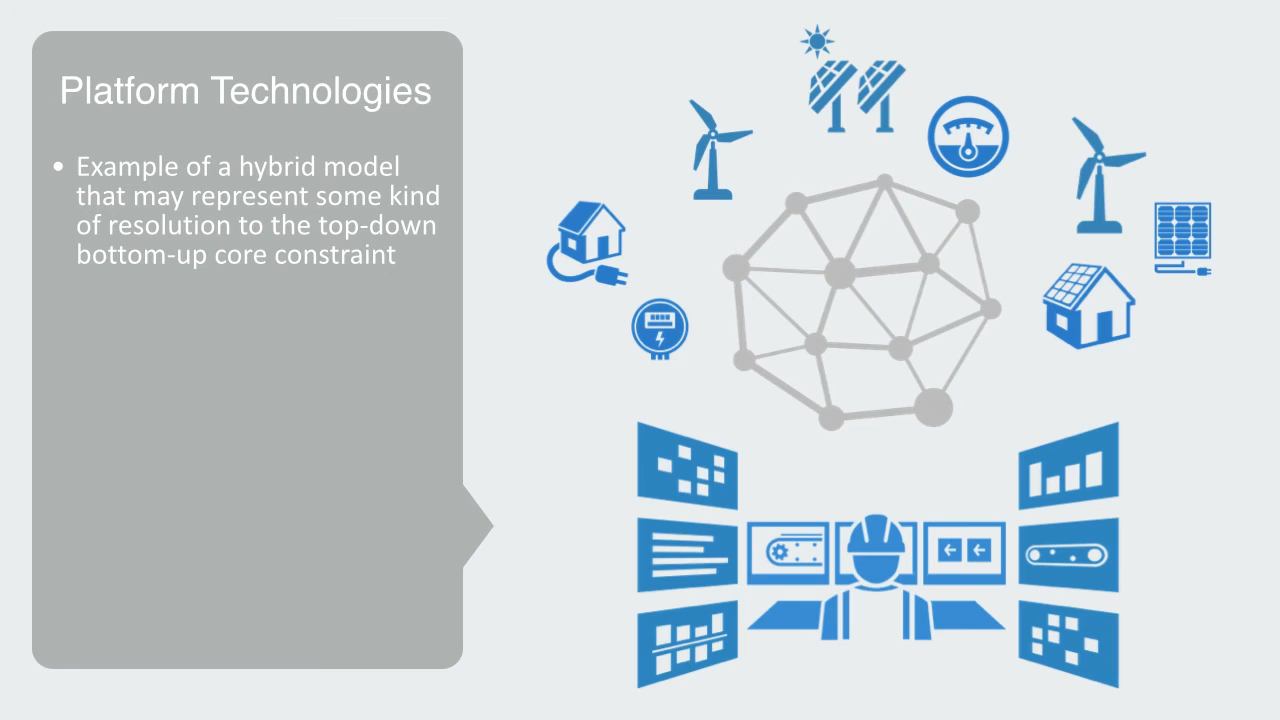 Platform Technologies
• Example of a hybrid model
that may represent some kind
of resolution to the top-down
bottom-up core constraint